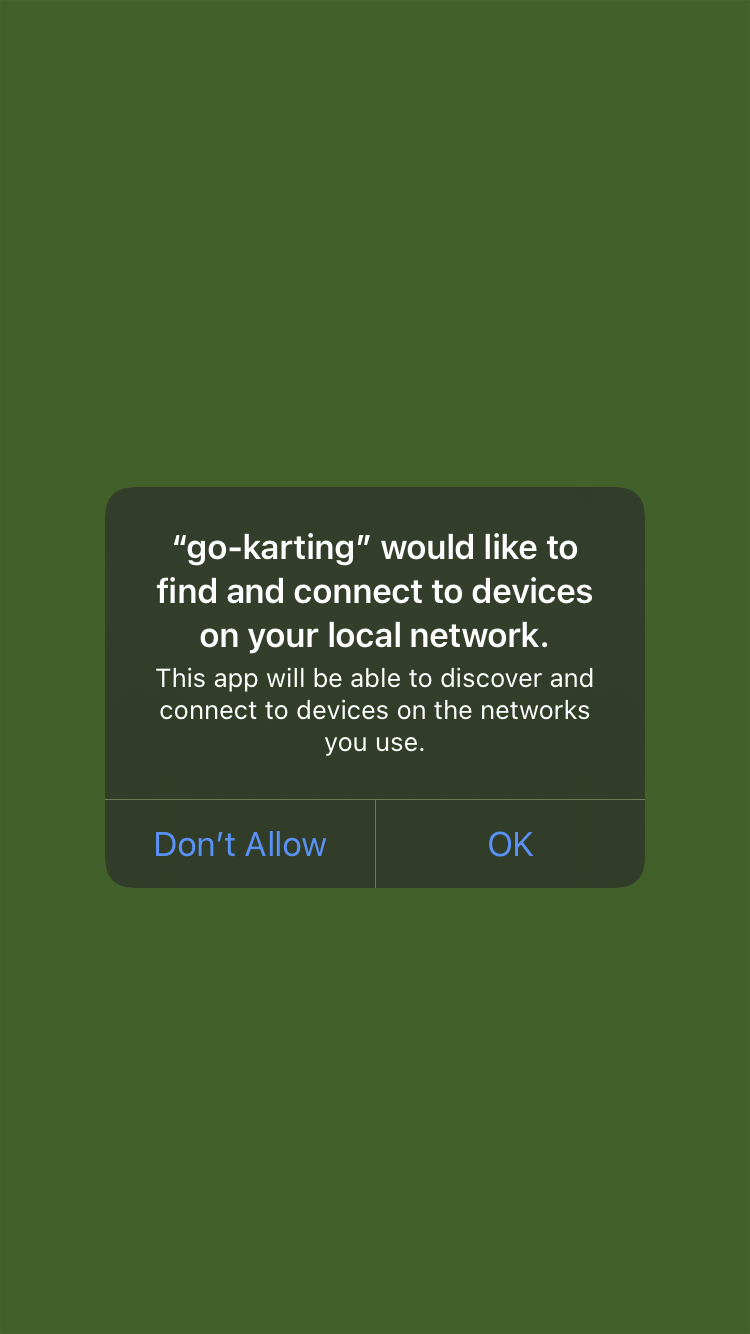 “go-karting” would like to
find and connect to devices
on your local network.
This app will be able to discover and
connect to devices on the networks
you use.
Don’t Allow
OK